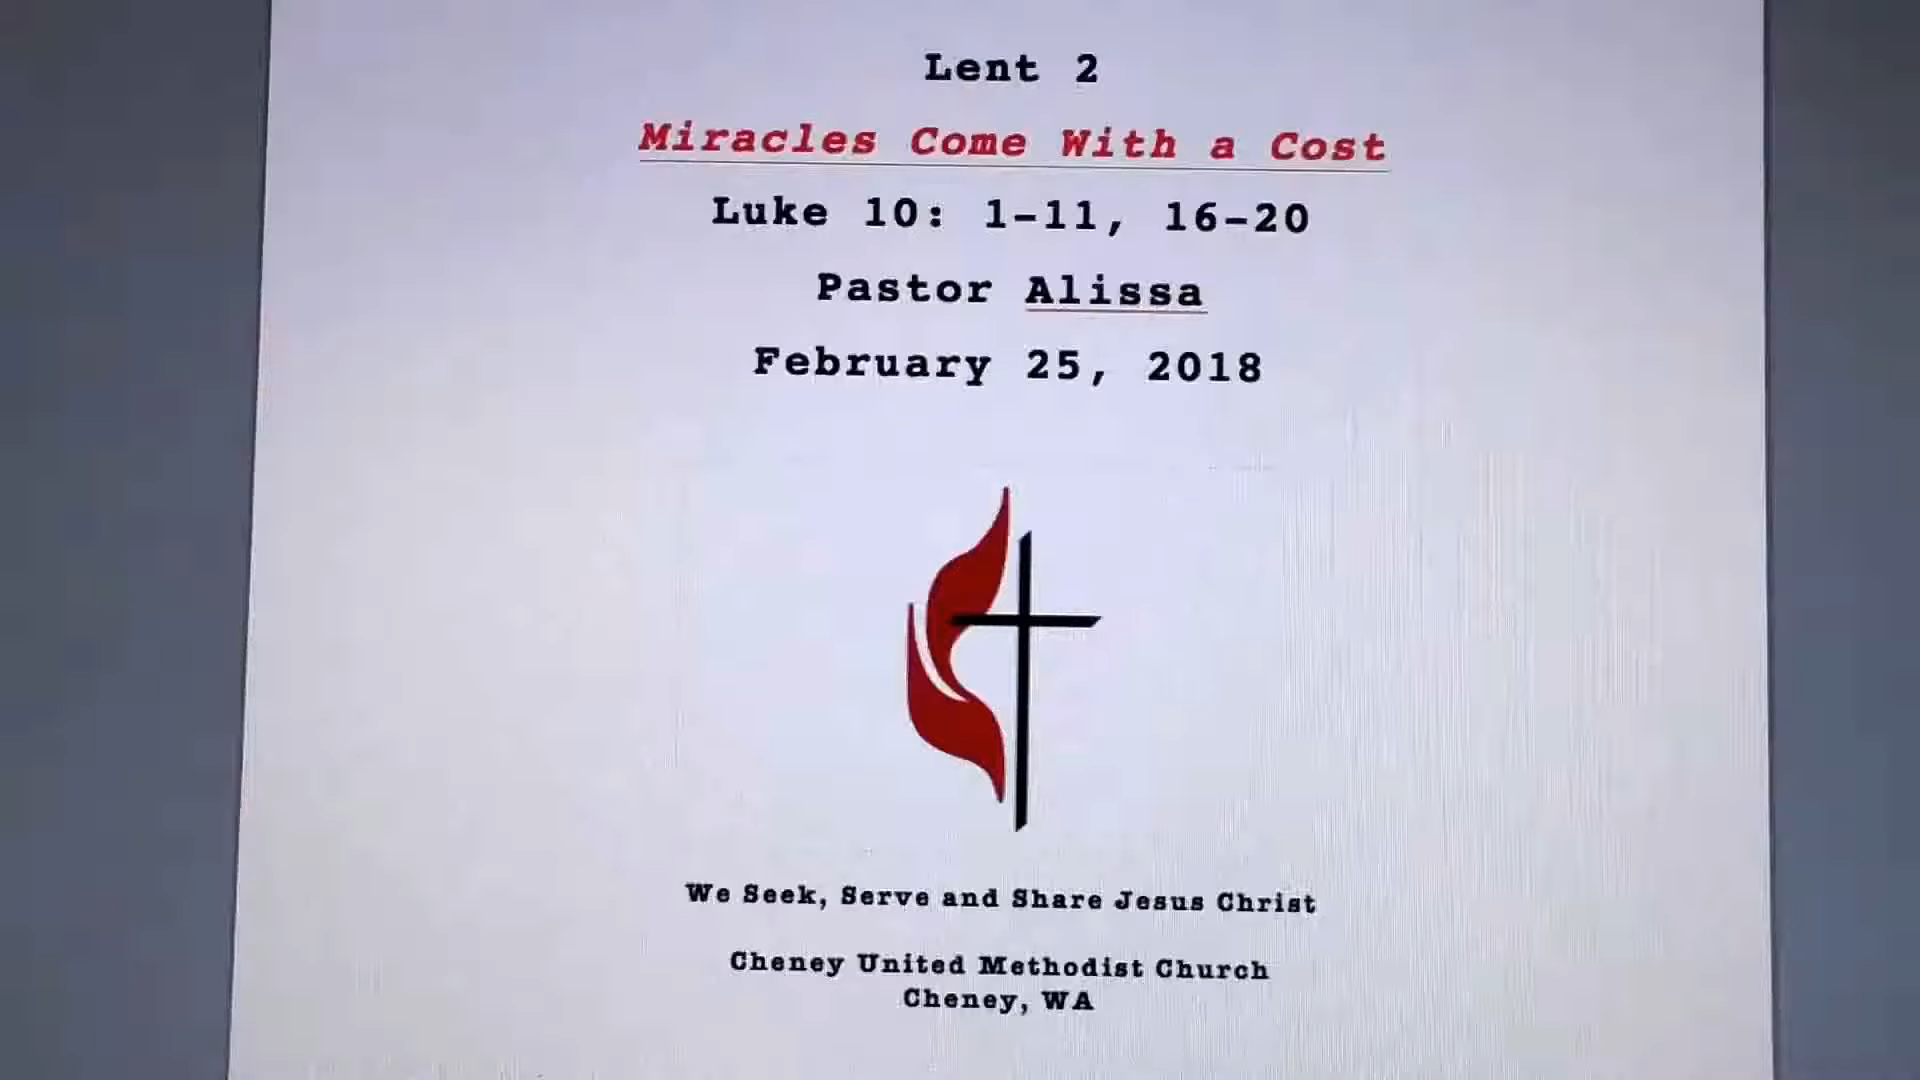 Lent 2
Miracles Come With a Cost
Luke 10: 1-11, 16-20
Pastor Alissa
February 25, 2018
We Seek, Serve and Share Jesus Christ
Cheney United Methodist Church
Cheney, WA